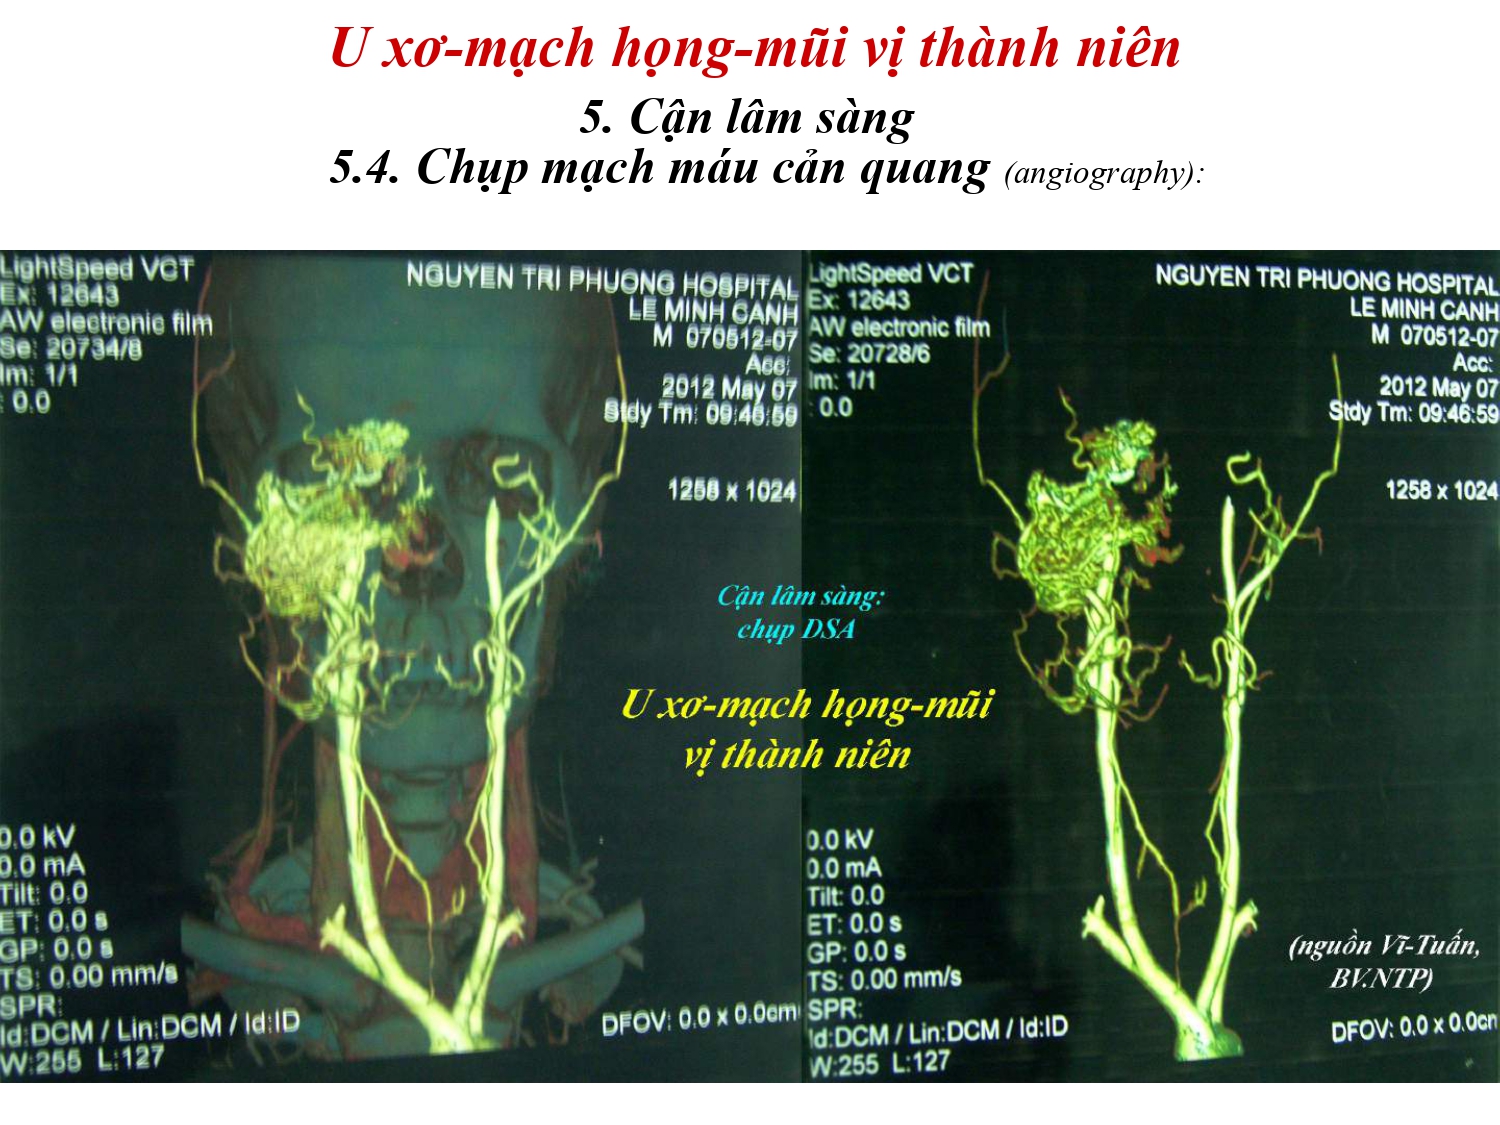 U xơ-mạch họng-mũi vị thành niên
5. Cận lâm sàng
5.4. Chụp mạch máu cản quang (angiography):
LightSpeed VCT
Ex: 12643
AW electronic film
Se: 20734/8
Im: 1/1
: 0.0
NGUYEN TRI PHUONG HOSPITAL
LE MINH CANH
M 070512-07
Acc:
2012 May 07
Stdy Tm: 09:46:59
1258 x 1024
0.0 kV
0.0 mA
Tilt: 0.0
ET: 0.0 s
GP: 0.0 s
TS: 0.00 mm/s
SPR:
Id:DCM / Lin:DCM / Id:ID
W:255 L:127
DFOV: 0.0 x 0.0cm
Cận lâm sàng:
chụp DSA
U xơ-mạch họng-mũi
vị thành niên
LightSpeed VCT
Ex: 12643
AW electronic film
Se: 20728/6
Im: 1/1
: 0.0
NGUYEN TRI PHUONG HOSPITAL
LE MINH CANH
M 070512-07
Acc:
2012 May 07
Stdy Tm: 09:46:59
1258 x 1024
0.0 kV
0.0 mA
Tilt: 0.0
ET: 0.0 s
GP: 0.0 s
TS: 0.00 mm/s
SPR:
Id:DCM / Lin:DCM / Id:ID
W:255 L:127
(nguồn Vĩ-Tuấn,
BV.NTP)
DFOV: 0.0 x 0.0cn